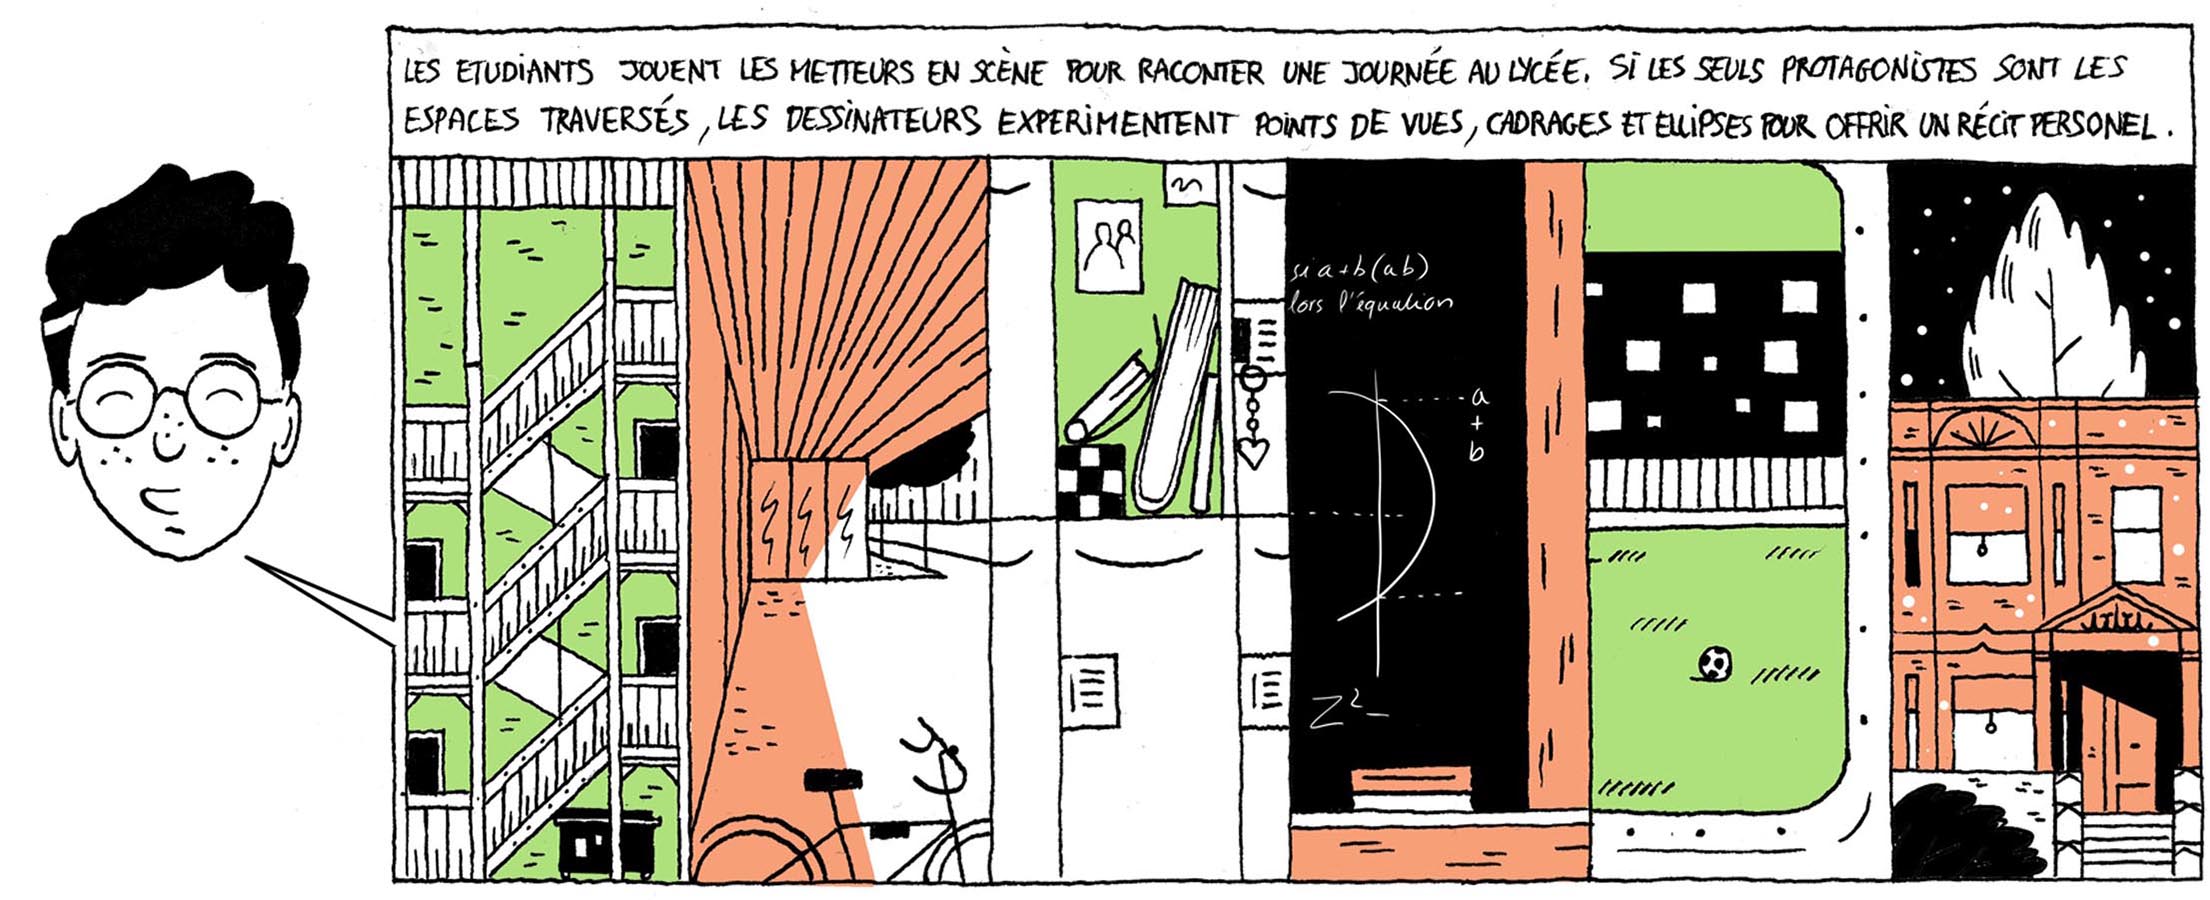 LES ETUDIANTS JOUENT LES METTEURS EN SCÈNE POUR RACONTER UNE JOURNÉE AU LYCÉE. SI LES SEULS PROTAGONISTES SONT LES
ESPACES TRAVERSÉS, LES DESSINATEURS EXPERIMENTENT POINTS DE VUES, CADRAGES ET ELLIPSES POUR OFFRIR UN RÉCIT PERSONEL.
si a+b(ab)
lors l'équation
a
+
b
Z²-